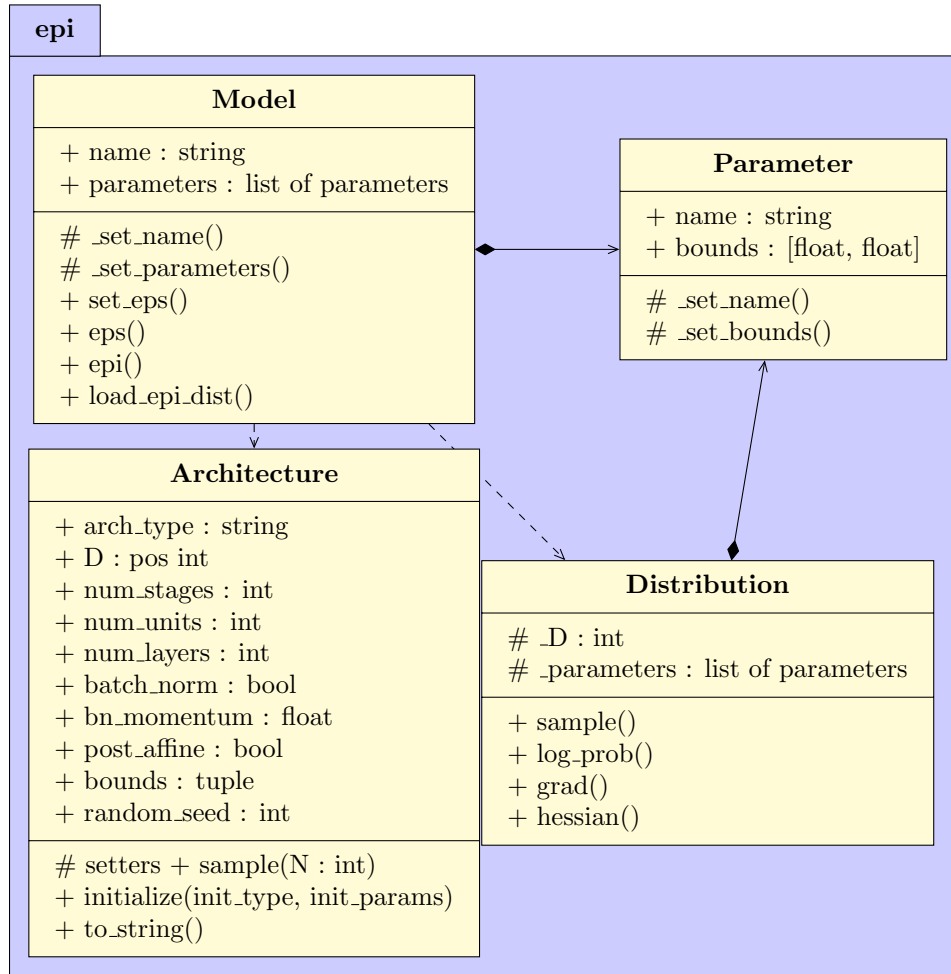 epi
Model
+ name : string
+ parameters : list of parameters
# _set_name()
# _set_parameters()
+ set_eps()
+ eps()
+ epi()
+ load_epi_dist()
Parameter
+ name : string
+ bounds : [float, float]
# _set_name()
# _set_bounds()
Architecture
+ arch_type : string
+ D : pos int
+ num_stages : int
+ num_units : int
+ num_layers : int
+ batch_norm : bool
+ bn_momentum : float
+ post_affine : bool
+ bounds : tuple
+ random_seed : int
# setters + sample(N : int)
+ initialize(init_type, init_params)
+ to_string()
Distribution
# _D : int
# _parameters : list of parameters
+ sample()
+ log_prob()
+ grad()
+ hessian()